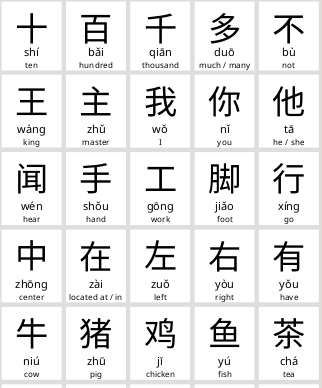 十 百 千 多 不
shí bǎi qiān duō bù
ten hundred thousand much / many not
王 主 我 你 他
wáng zhǔ wǒ nǐ tā
king master I you he / she
闻 手 工 脚 行
wén shǒu gōng jiǎo xíng
hear hand work foot go
中 在 左 右 有
zhōng zài zuǒ yòu yǒu
center located at / in left right have
牛 猪 鸡 鱼 茶
niú zhū jī yú chá
cow pig chicken fish tea